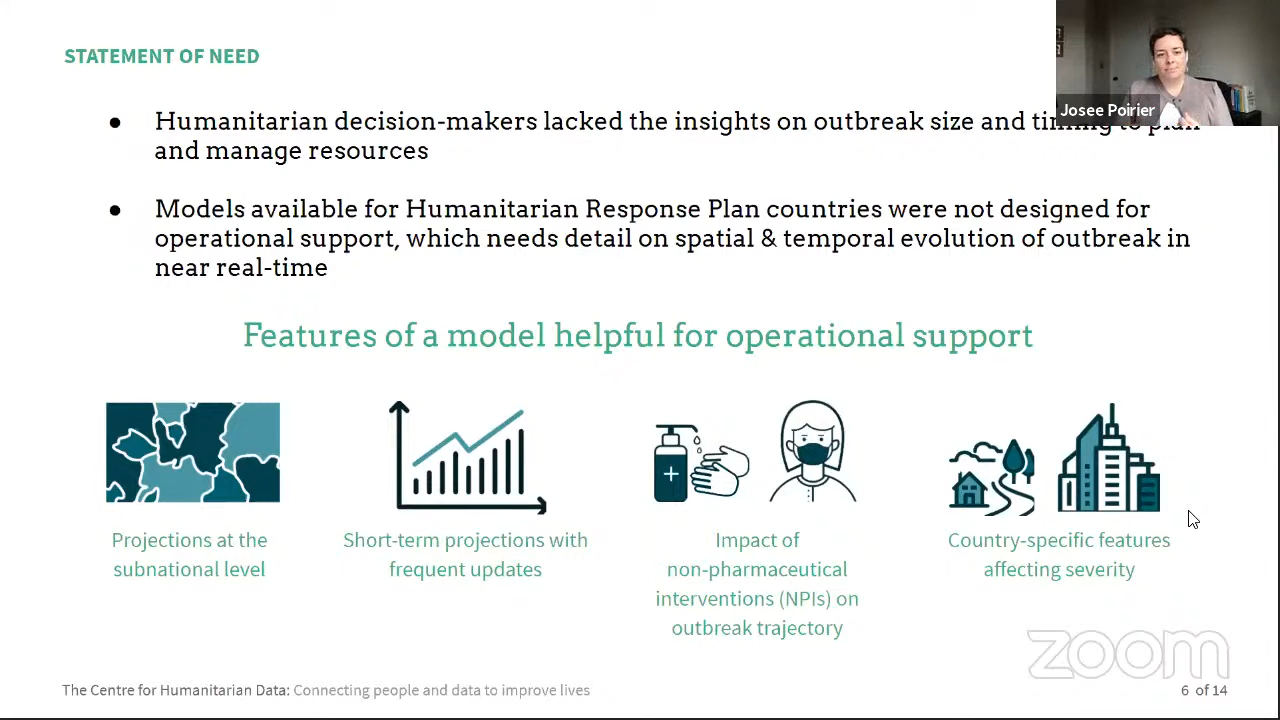 STATEMENT OF NEED
Josee Poirier
● Humanitarian decision-makers lacked the insights on outbreak size and timing to plan
and manage resources
● Models available for Humanitarian Response Plan countries were not designed for
operational support, which needs detail on spatial & temporal evolution of outbreak in
near real-time
Features of a model helpful for operational support
Projections at the
subnational level
Short-term projections with
frequent updates
Impact of
non-pharmaceutical
interventions (NPIs) on
outbreak trajectory
Country-specific features
affecting severity
zoom
The Centre for Humanitarian Data: Connecting people and data to improve lives
6 of 14